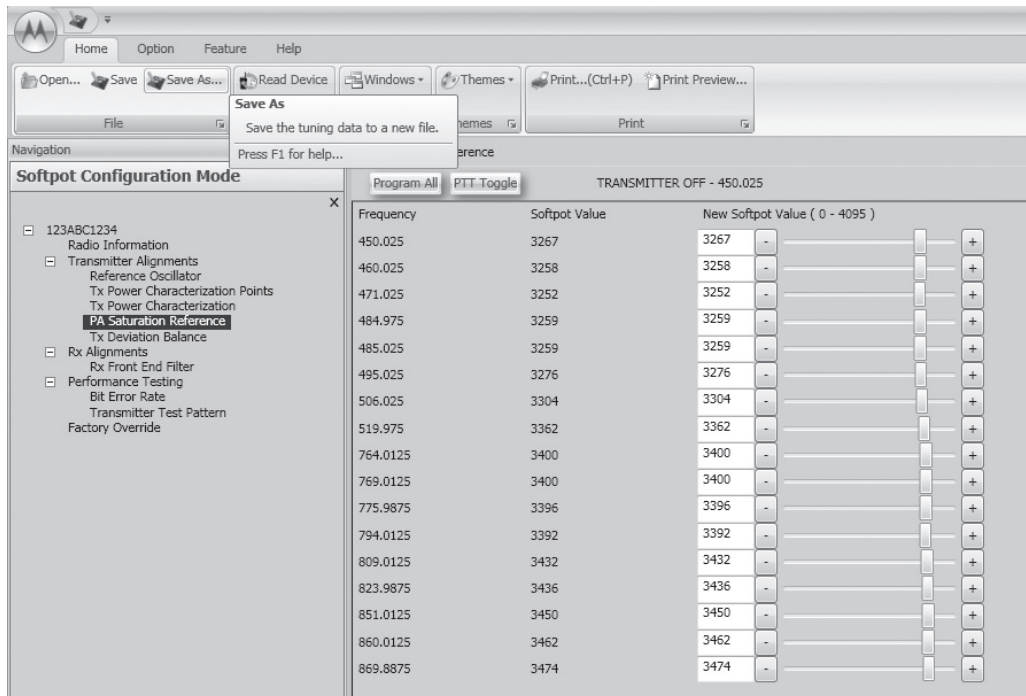 Home Option Feature Help
Open... Save Save As... Read Device Windows Themes Print...(Ctrl+P) Print Preview...
File hemes Print
Save As
Save the tuning data to a new file.
Press F1 for help...
Navigation
erence
Softpot Configuration Mode
x
123ABC1234
Radio Information
Transmitter Alignments
Reference Oscillator
Tx Power Characterization Points
Tx Power Characterization
PA Saturation Reference
Tx Deviation Balance
Rx Alignments
Rx Front End Filter
Performance Testing
Bit Error Rate
Transmitter Test Pattern
Factory Override
Program All PTT Toggle TRANSMITTER OFF - 450.025
Frequency Softpot Value New Softpot Value ( 0 - 4095 )
450.025 3267 3267 - +
460.025 3258 3258 - +
471.025 3252 3252 - +
484.975 3259 3259 - +
485.025 3259 3259 - +
495.025 3276 3276 - +
506.025 3304 3304 - +
519.975 3362 3362 - +
764.0125 3400 3400 - +
769.0125 3400 3400 - +
775.9875 3396 3396 - +
794.0125 3392 3392 - +
809.0125 3432 3432 - +
823.9875 3436 3436 - +
851.0125 3450 3450 - +
860.0125 3462 3462 - +
869.8875 3474 3474 - +